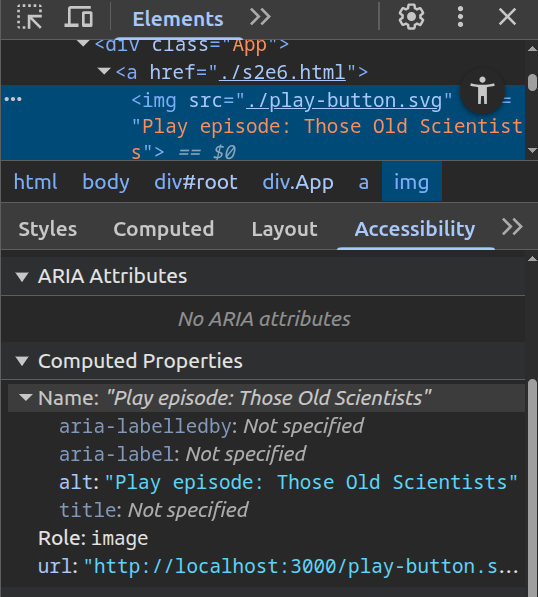 Elements
<div class="App">
<a href="./s2e6.html">
<img src="./play-button.svg" =
"Play episode: Those Old Scientist
s"> == $0
html body div#root div.App a img
Styles Computed Layout Accessibility
ARIA Attributes
No ARIA attributes
Computed Properties
Name: "Play episode: Those Old Scientists"
aria-labelledby: Not specified
aria-label: Not specified
alt: "Play episode: Those Old Scientists"
title: Not specified
Role: image
url: "http://localhost:3000/play-button.s…